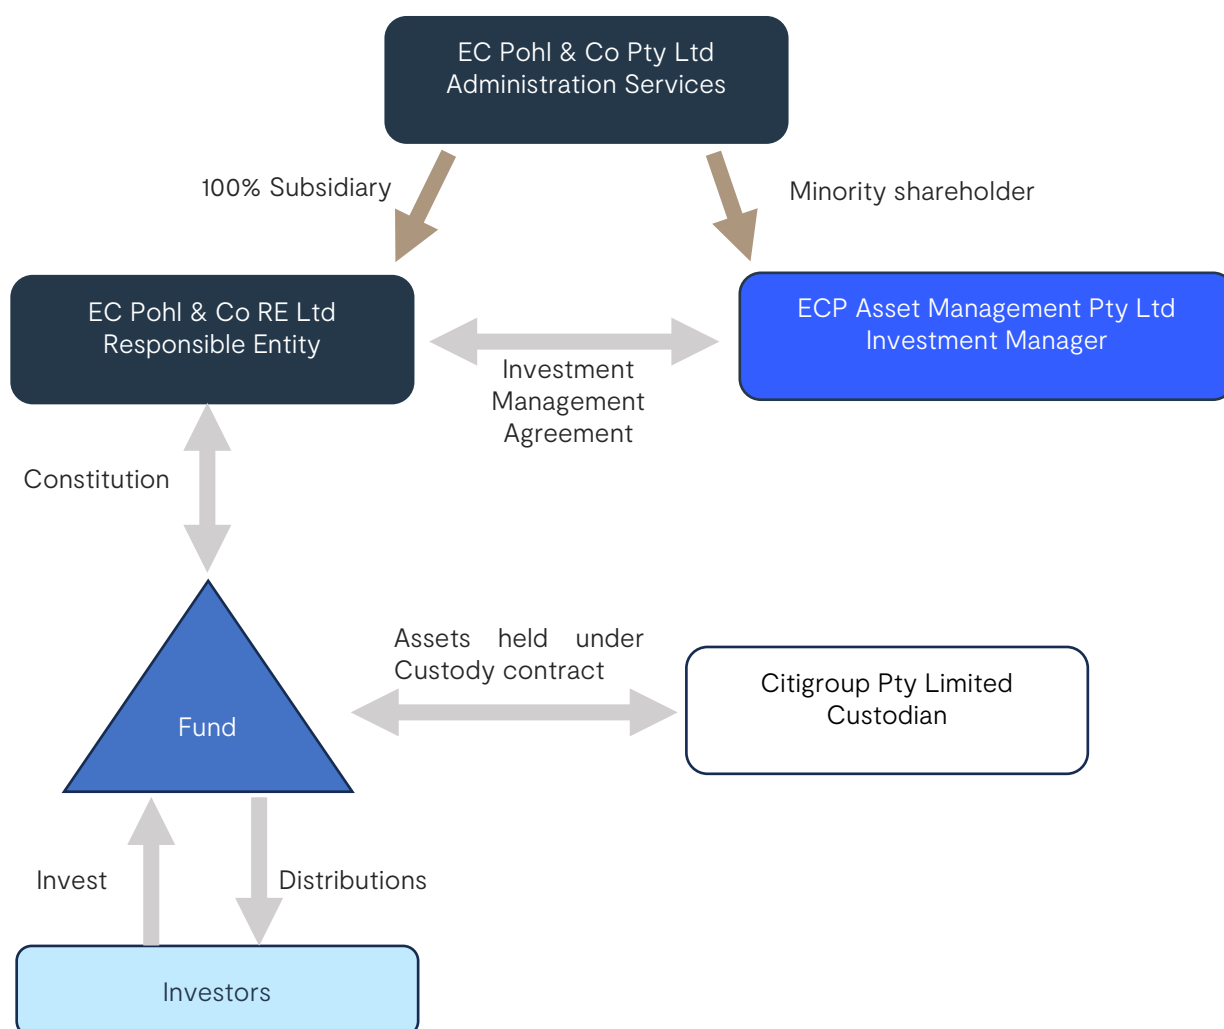 EC Pohl & Co Pty Ltd
Administration Services
100% Subsidiary
Minority shareholder
EC Pohl & Co RE Ltd
Responsible Entity
ECP Asset Management Pty Ltd
Investment Manager
Investment
Management
Agreement
Constitution
Assets held under
Custody contract
Citigroup Pty Limited
Custodian
Fund
Invest
Distributions
Investors